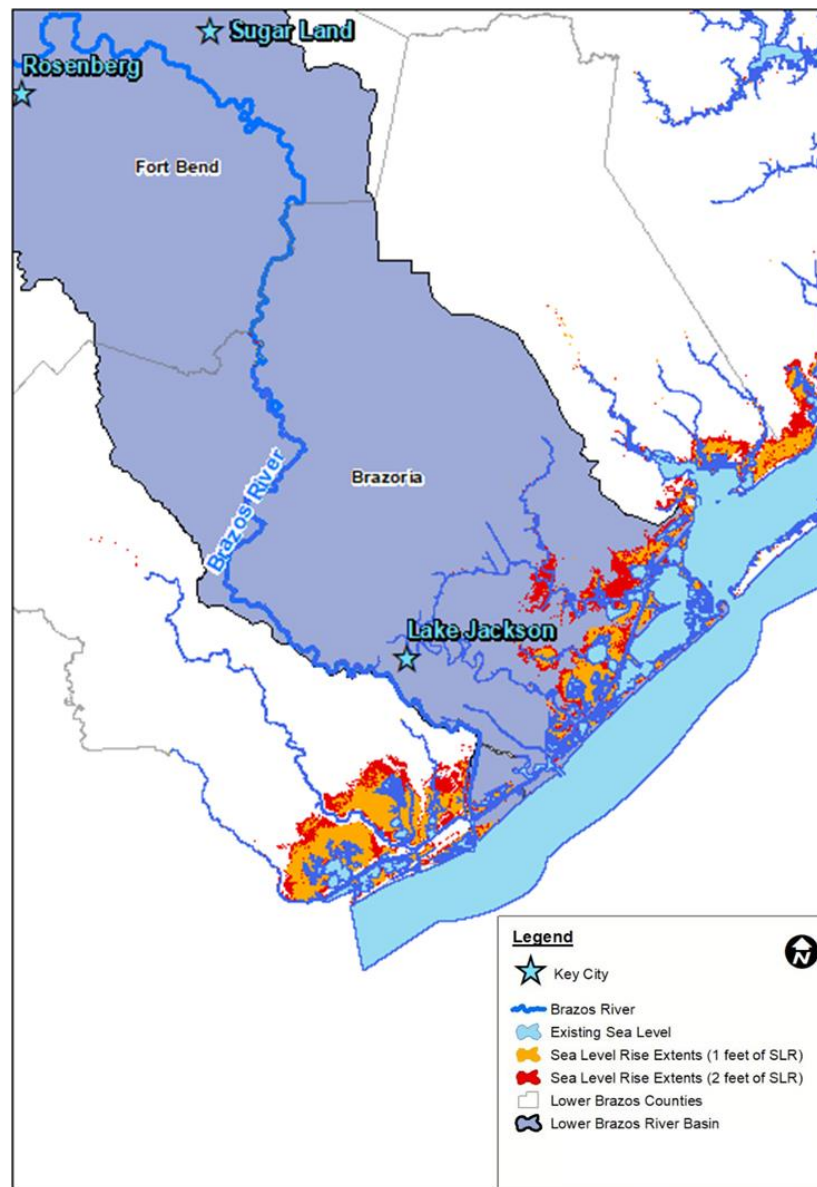 Sugar Land
Rosenberg
Fort Bend
Brazos River
Brazoria
Lake Jackson
Legend
N
Key City
Brazos River
Existing Sea Level
Sea Level Rise Extents (1 feet of SLR)
Sea Level Rise Extents (2 feet of SLR)
Lower Brazos Counties
Lower Brazos River Basin